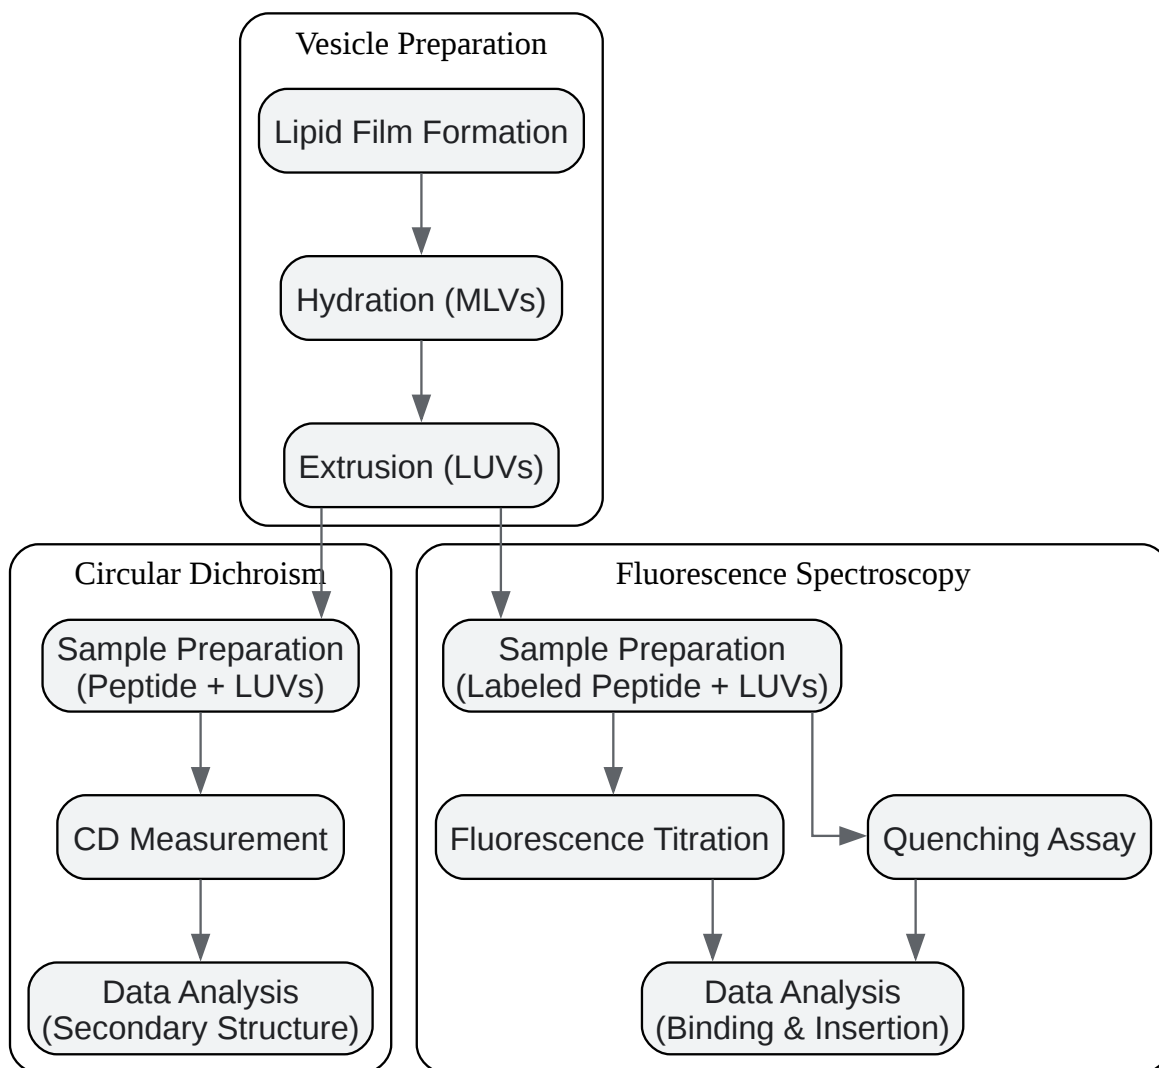 Vesicle Preparation
Lipid Film Formation
Hydration (MLVs)
Extrusion (LUVs)
Circular Dichroism
Sample Preparation
(Peptide + LUVs)
CD Measurement
Data Analysis
(Secondary Structure)
Fluorescence Spectroscopy
Sample Preparation
(Labeled Peptide + LUVs)
Fluorescence Titration
Quenching Assay
Data Analysis
(Binding & Insertion)